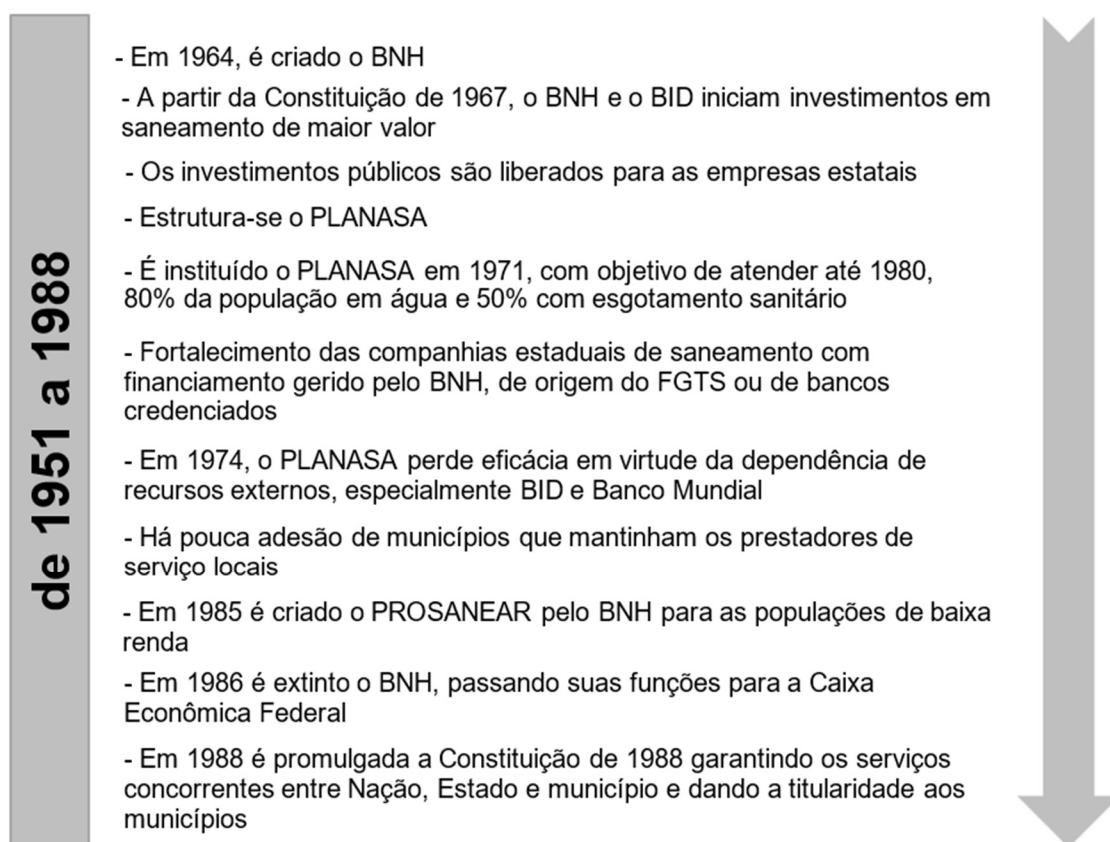 de 1951 a 1988
- Em 1964, é criado o BNH
- A partir da Constituição de 1967, o BNH e o BID iniciam investimentos em
saneamento de maior valor
- Os investimentos públicos são liberados para as empresas estatais
- Estrutura-se o PLANASA
- É instituído o PLANASA em 1971, com objetivo de atender até 1980,
80% da população em água e 50% com esgotamento sanitário
- Fortalecimento das companhias estaduais de saneamento com
financiamento gerido pelo BNH, de origem do FGTS ou de bancos
credenciados
- Em 1974, o PLANASA perde eficácia em virtude da dependência de
recursos externos, especialmente BID e Banco Mundial
- Há pouca adesão de municípios que mantinham os prestadores de
serviço locais
- Em 1985 é criado o PROSANEAR pelo BNH para as populações de baixa
renda
- Em 1986 é extinto o BNH, passando suas funções para a Caixa
Econômica Federal
- Em 1988 é promulgada a Constituição de 1988 garantindo os serviços
concorrentes entre Nação, Estado e município e dando a titularidade aos
municípios